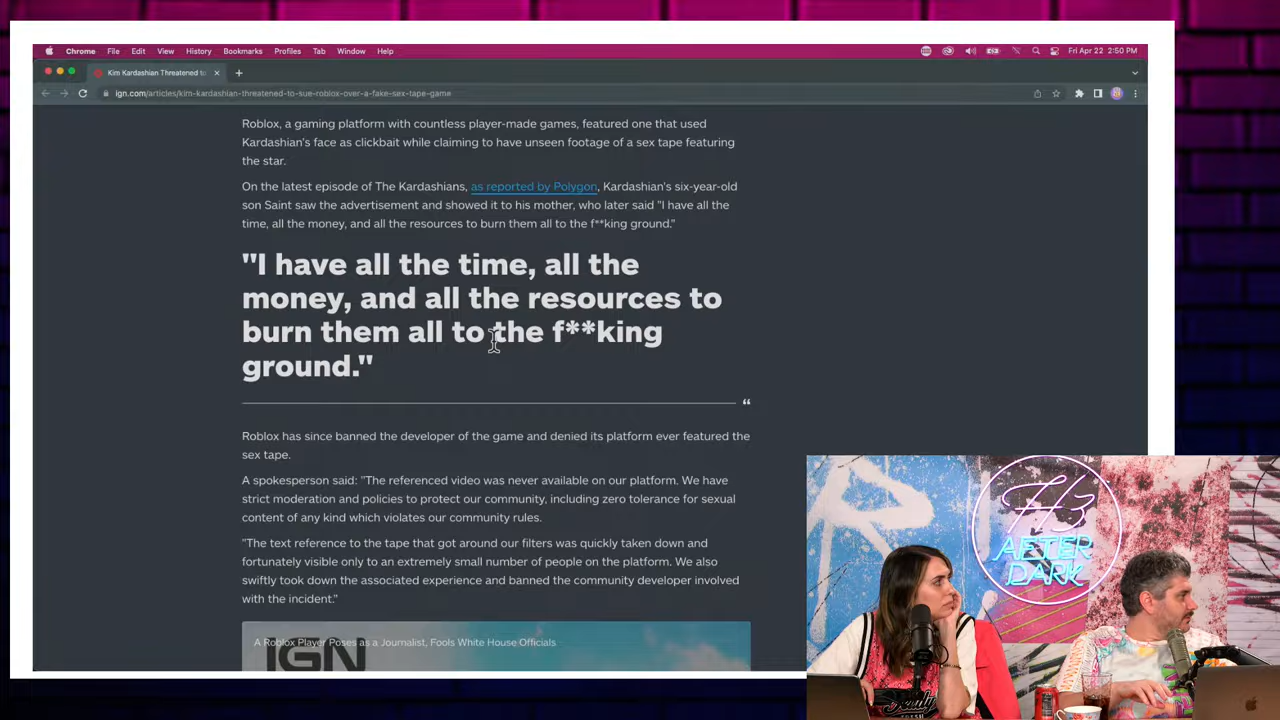 Chrome File Edit View History Bookmarks Profiles Tab Window Help
Fri Apr 22 2:50 PM
Kim Kardashian Threatened to
ign.com/articles/kim-kardashian-threatened-to-sue-roblox-over-a-fake-sex-tape-game
Roblox, a gaming platform with countless player-made games, featured one that used
Kardashian's face as clickbait while claiming to have unseen footage of a sex tape featuring
the star.
On the latest episode of The Kardashians, as reported by Polygon, Kardashian's six-year-old
son Saint saw the advertisement and showed it to his mother, who later said "I have all the
time, all the money, and all the resources to burn them all to the f**king ground."
"I have all the time, all the
money, and all the resources to
burn them all to the f**king
ground."
“
Roblox has since banned the developer of the game and denied its platform ever featured the
sex tape.
A spokesperson said: "The referenced video was never available on our platform. We have
strict moderation and policies to protect our community, including zero tolerance for sexual
content of any kind which violates our community rules.
"The text reference to the tape that got around our filters was quickly taken down and
fortunately visible only to an extremely small number of people on the platform. We also
swiftly took down the associated experience and banned the community developer involved
with the incident."
A Roblox Player Poses as a Journalist, Fools White House Officials
IGN
H3
AFTER
DARK